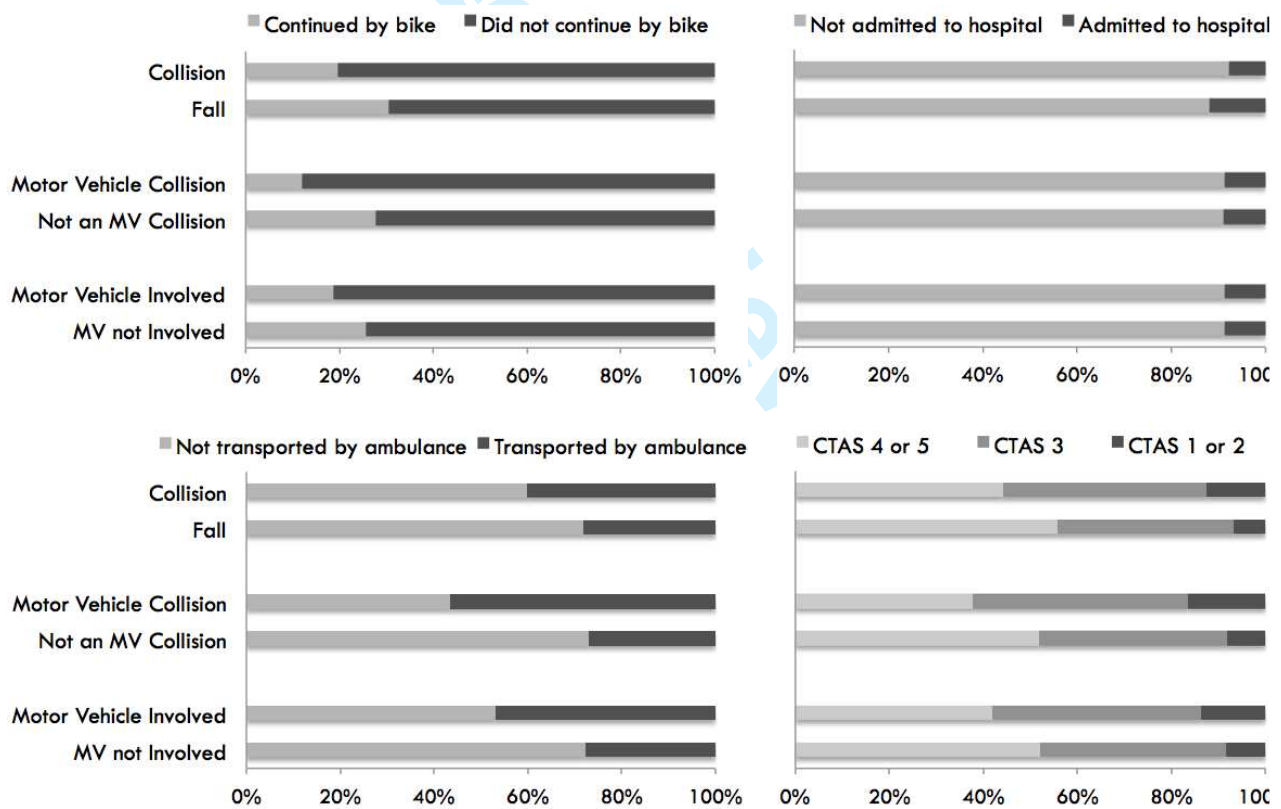 Continued by bike Did not continue by bike
Collision
Fall
Motor Vehicle Collision
Not an MV Collision
Motor Vehicle Involved
MV not Involved
0% 20% 40% 60% 80% 100%
Not admitted to hospital Admitted to hospital
0% 20% 40% 60% 80% 100
Not transported by ambulance Transported by ambulance
Collision
Fall
Motor Vehicle Collision
Not an MV Collision
Motor Vehicle Involved
MV not Involved
0% 20% 40% 60% 80% 100%
CTAS 4 or 5 CTAS 3 CTAS 1 or 2
0% 20% 40% 60% 80% 100